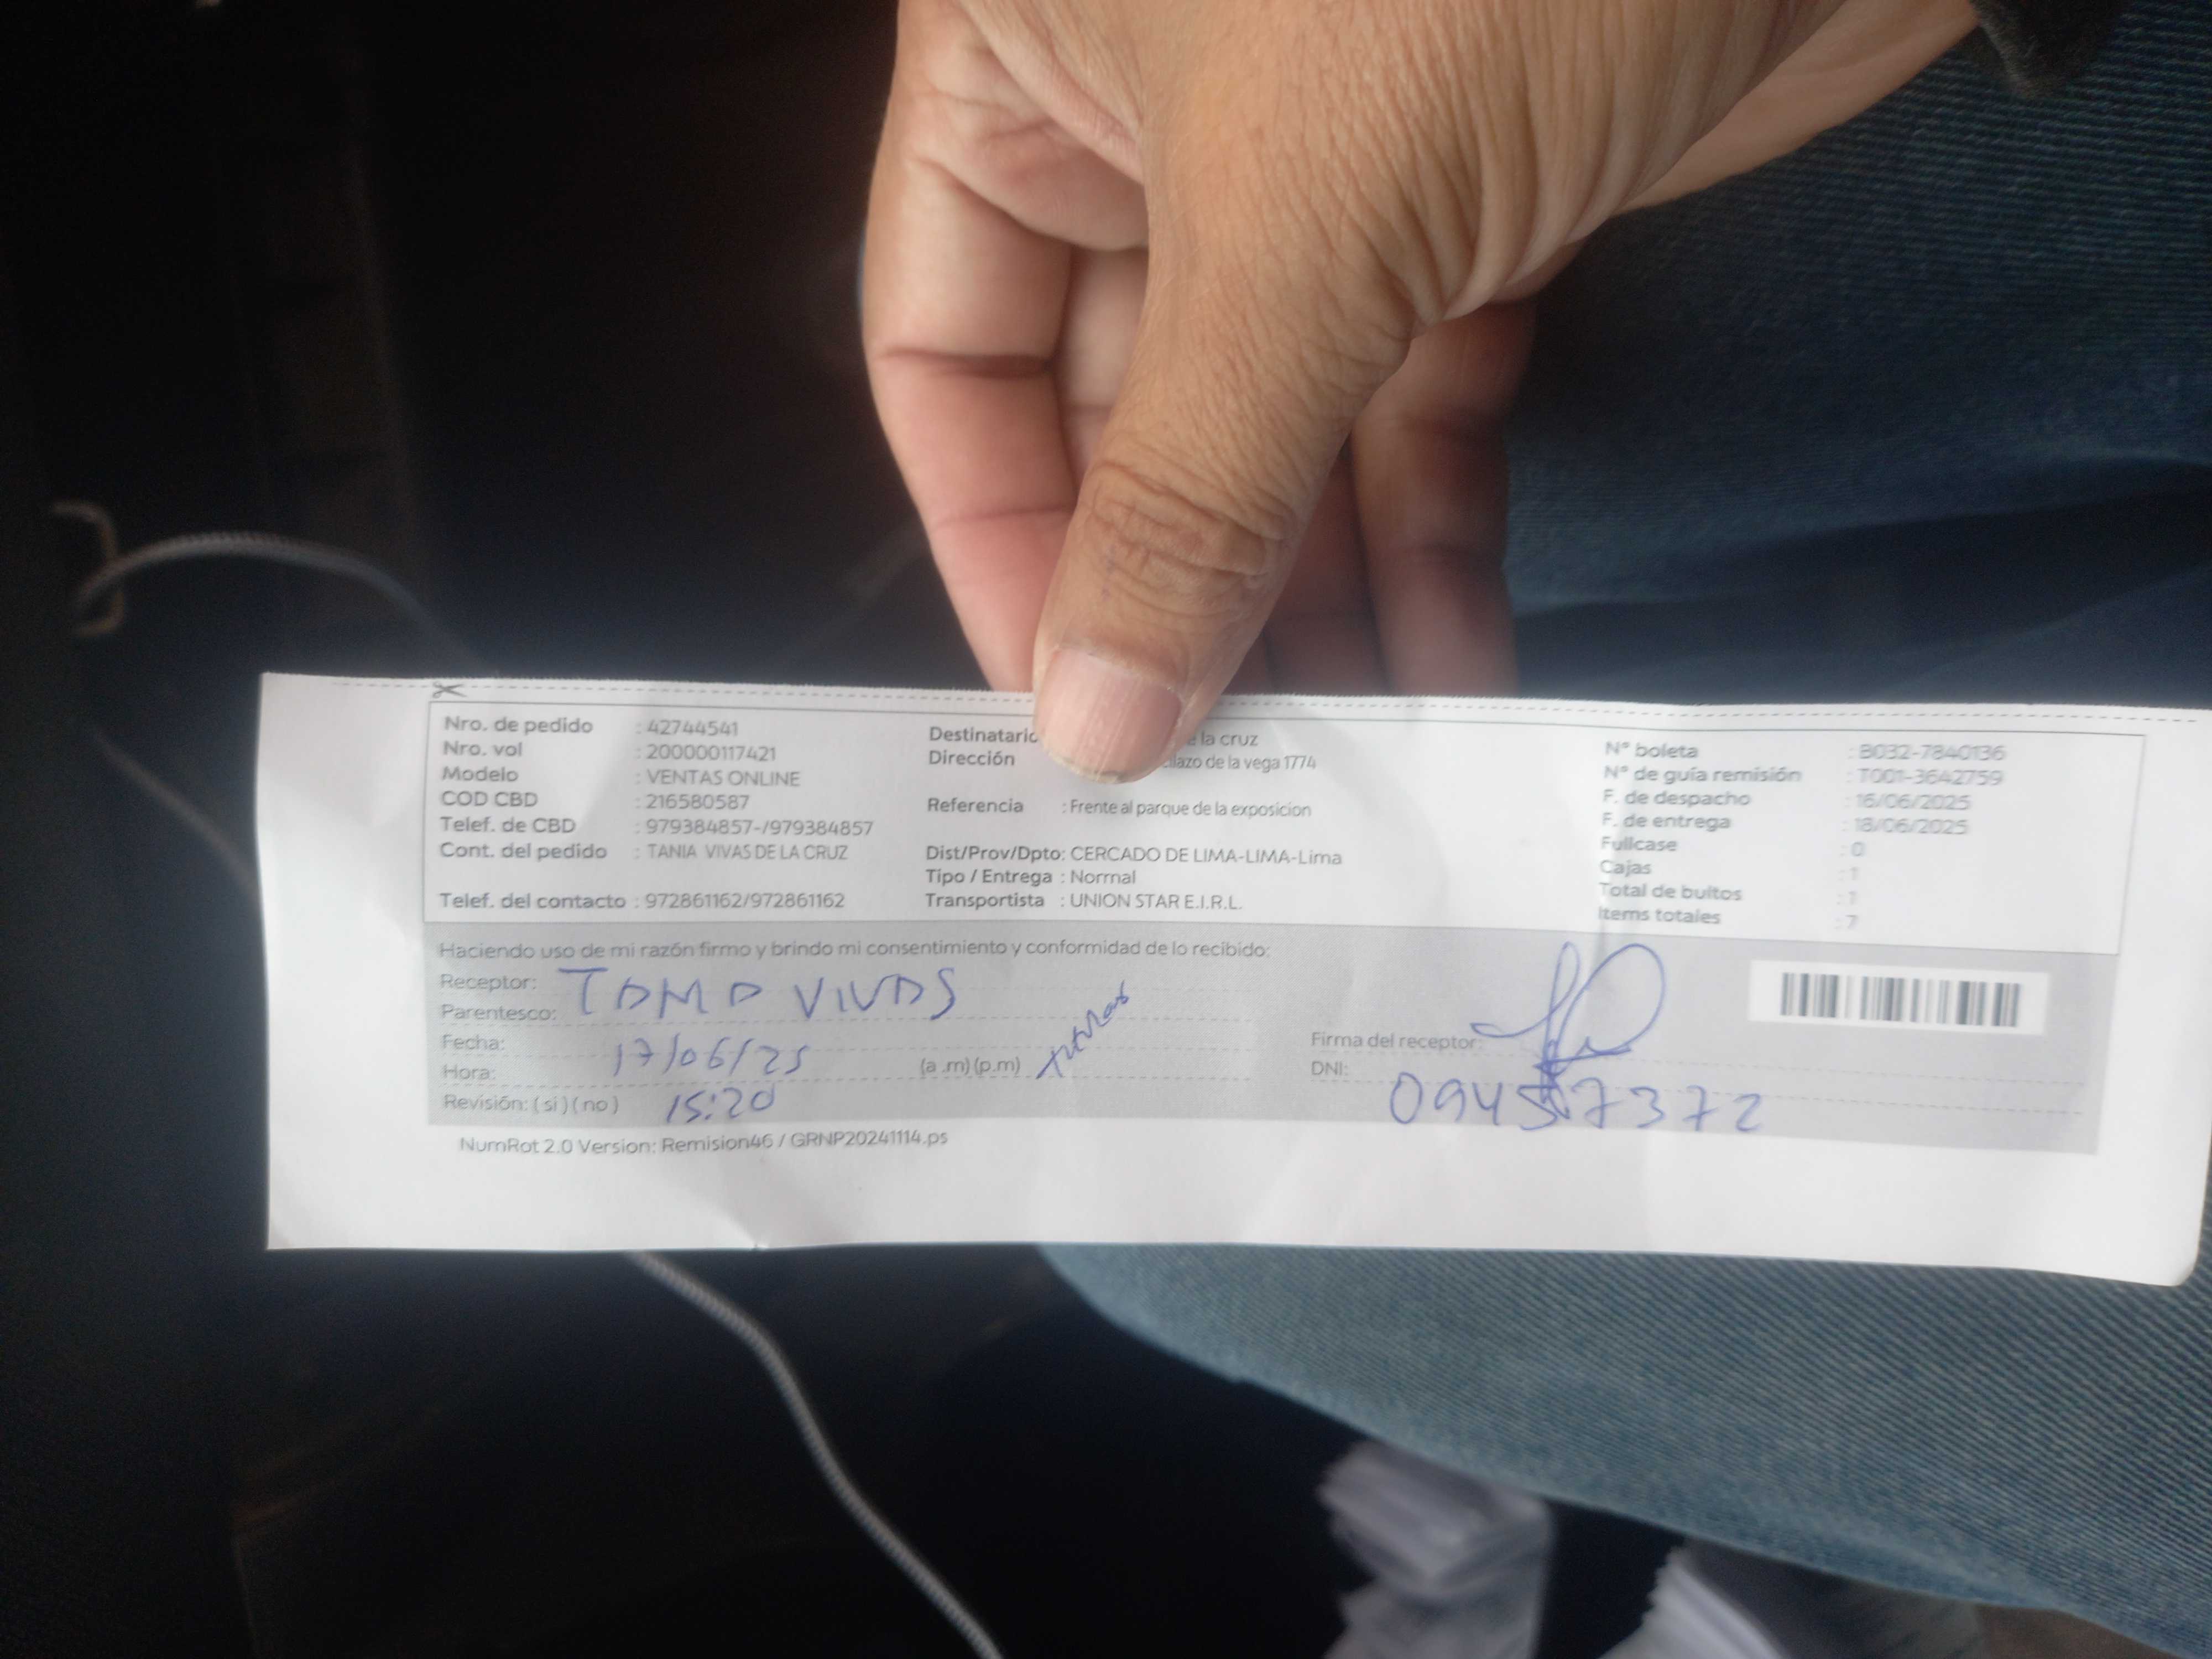 Nro. de pedido : 42744541
Nro. vol : 200000117421
Modelo : VENTAS ONLINE
COD CBD : 216580587
Telef. de CBD : 979384857-/979384857
Cont. del pedido : TANIA VIVAS DE LA CRUZ
Telef. del contacto : 972861162/972861162
Destinatario la cruz
Dirección de la vega 1774
Referencia : Frente al parque de la exposicion
Dist/Prov/Dpto: CERCADO DE LIMA-LIMA-Lima
Tipo / Entrega : Normal
Transportista : UNION STAR E.I.R.L.
N° boleta : B032-7840136
N° de guía remisión : T001-3642759
F. de despacho : 16/06/2025
F. de entrega : 18/06/2025
Fullcase : 0
Cajas : 1
Total de bultos : 1
Items totales : 7
Haciendo uso de mi razón firmo y brindo mi consentimiento y conformidad de lo recibido:
Receptor: VIVAS
Parentesco:
Fecha: 17/06/25
Hora: (a .m) (p.m)
Revisión: ( si ) ( no ) 15:20
Firma del receptor:
DNI: 09457372
NumRot 2.0 Version: Remision46 / GRNP20241114.ps